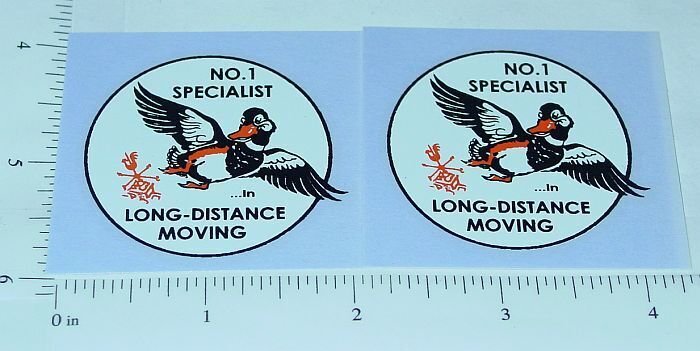 NO.1
SPECIALIST
...In
LONG-DISTANCE
MOVING
NO.1
SPECIALIST
...In
LONG-DISTANCE
MOVING
4
5
6
0 in
1
2
3
4